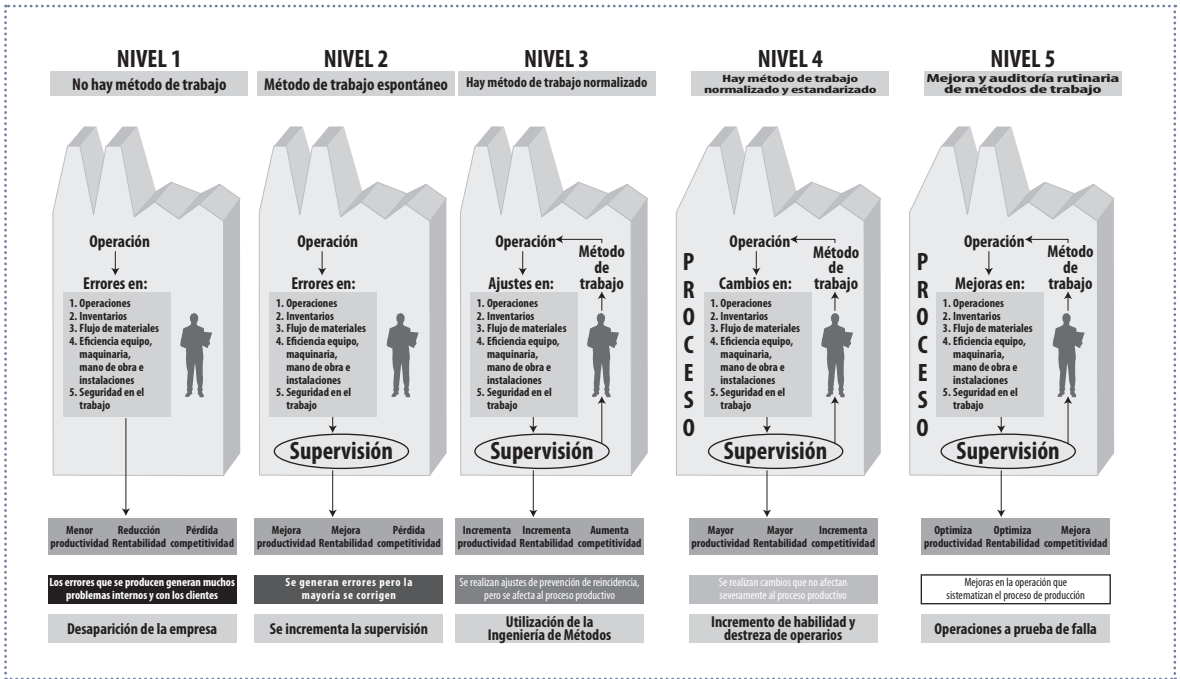 NIVEL 1
No hay método de trabajo
Operación
Errores en:
1. Operaciones
2. Inventarios
3. Flujo de materiales
4. Eficiencia equipo,
maquinaria,
mano de obra e
instalaciones
5. Seguridad en el
trabajo
Menor
productividad
Reducción
Rentabilidad
Pérdida
competitividad
Los errores que se producen generan muchos
problemas internos y con los clientes
Desaparición de la empresa
NIVEL 2
Método de trabajo espontáneo
Operación
Errores en:
1. Operaciones
2. Inventarios
3. Flujo de materiales
4. Eficiencia equipo,
maquinaria,
mano de obra e
instalaciones
5. Seguridad en el
trabajo
Supervisión
Mejora
productividad
Mejora
Rentabilidad
Pérdida
competitividad
Se generan errores pero la
mayoría se corrigen
Se incrementa la supervisión
NIVEL 3
Hay método de trabajo normalizado
Operación
Método
de
trabajo
Ajustes en:
1. Operaciones
2. Inventarios
3. Flujo de materiales
4. Eficiencia equipo,
maquinaria,
mano de obra e
instalaciones
5. Seguridad en el
trabajo
Supervisión
Incrementa
productividad
Incrementa
Rentabilidad
Aumenta
competitividad
Se realizan ajustes de prevención de reincidencia,
pero se afecta al proceso productivo
Utilización de la
Ingeniería de Métodos
NIVEL 4
Hay método de trabajo
normalizado y estandarizado
PROCESO
Operación
Método
de
trabajo
Cambios en:
1. Operaciones
2. Inventarios
3. Flujo de materiales
4. Eficiencia equipo,
maquinaria,
mano de obra e
instalaciones
5. Seguridad en el
trabajo
Supervisión
Mayor
productividad
Mayor
Rentabilidad
Incrementa
competitividad
Se realizan cambios que no afectan
severamente al proceso productivo
Incremento de habilidad y
destreza de operarios
NIVEL 5
Mejora y auditoría rutinaria
de métodos de trabajo
PROCESO
Operación
Método
de
trabajo
Mejoras en:
1. Operaciones
2. Inventarios
3. Flujo de materiales
4. Eficiencia equipo,
maquinaria,
mano de obra e
instalaciones
5. Seguridad en el
trabajo
Supervisión
Optimiza
productividad
Optimiza
Rentabilidad
Mejora
competitividad
Mejoras en la operación que
sistematizan el proceso de producción
Operaciones a prueba de falla